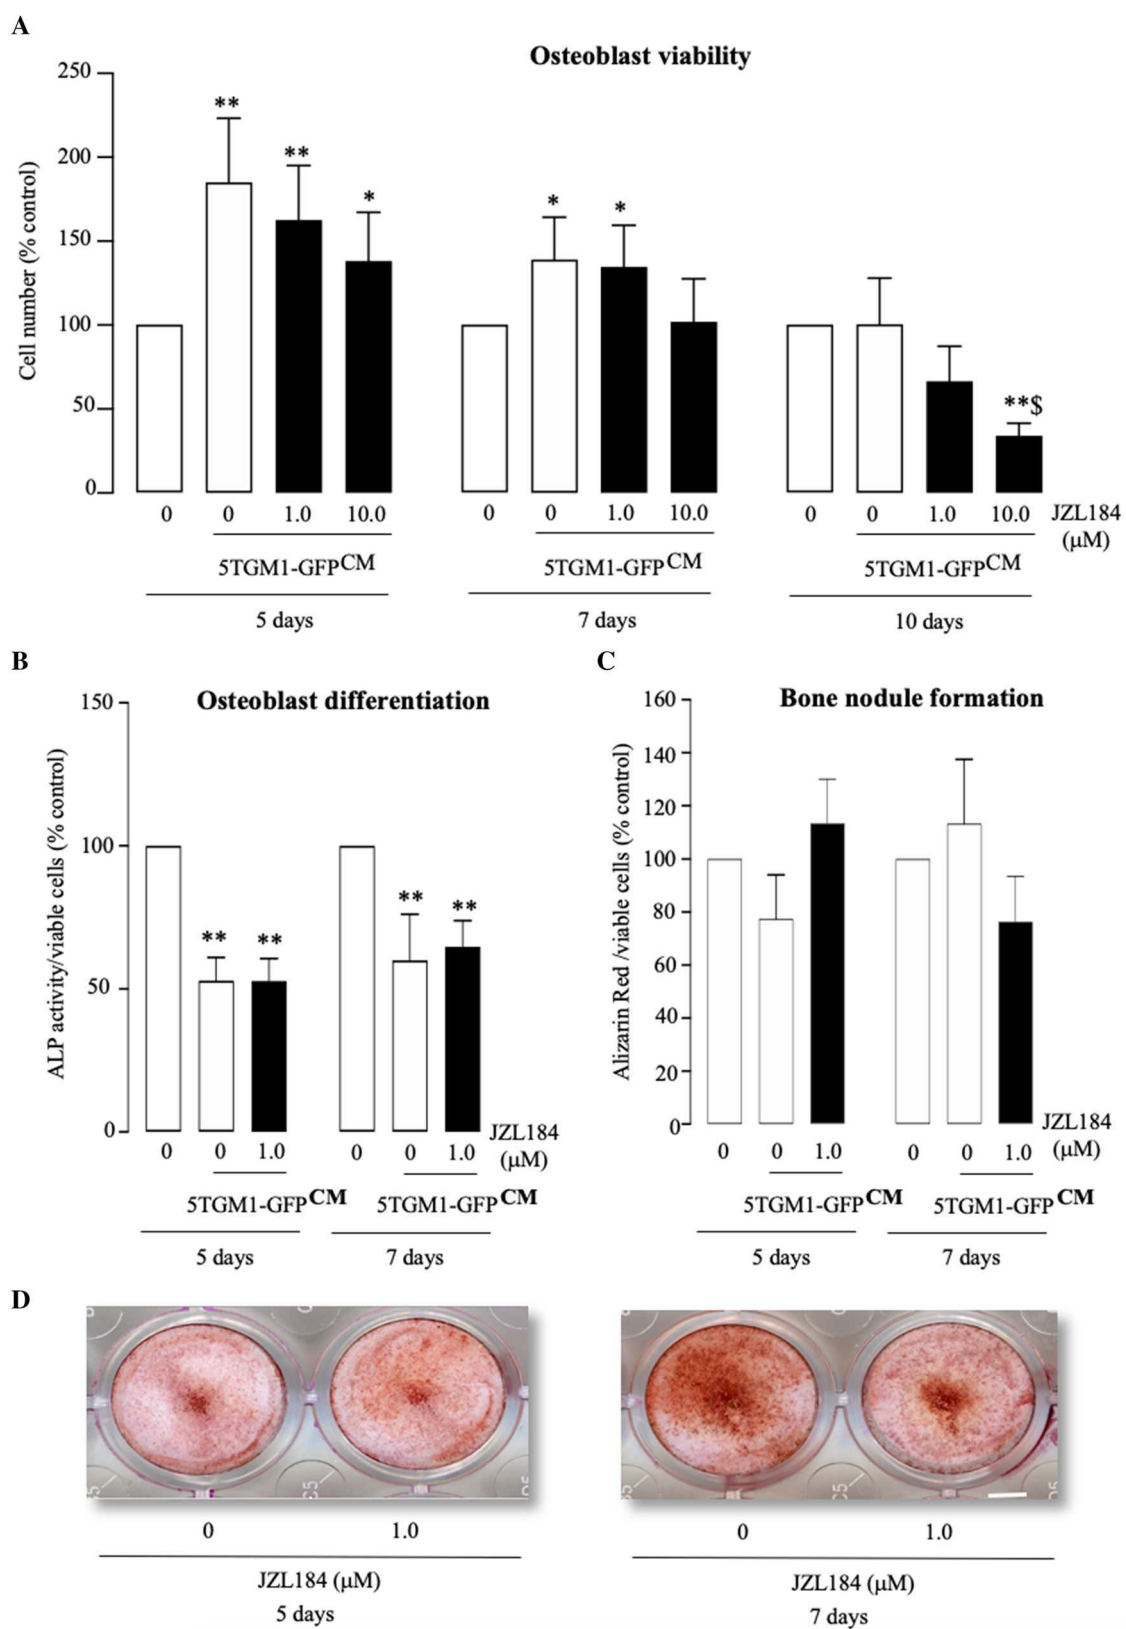 A
Osteoblast viability
Cell number (% control)
250
200
150
100
50
0
**
**
*
*
*
**$
0 0 1.0 10.0 0 0 1.0 10.0 0 0 1.0 10.0 JZL184
(μM)
5TGM1-GFPCM 5TGM1-GFPCM 5TGM1-GFPCM
5 days 7 days 10 days
B
Osteoblast differentiation
ALP activity/viable cells (% control)
150
100
50
0
**
**
**
**
0 0 1.0 0 0 1.0 JZL184
(μM)
5TGM1-GFPCM 5TGM1-GFPCM
5 days 7 days
C
Bone nodule formation
Alizarin Red /viable cells (% control)
160
140
120
100
80
60
40
20
0
0 0 1.0 0 0 1.0 JZL184
(μM)
5TGM1-GFPCM 5TGM1-GFPCM
5 days 7 days
D
0 1.0 0 1.0
JZL184 (μM) JZL184 (μM)
5 days 7 days